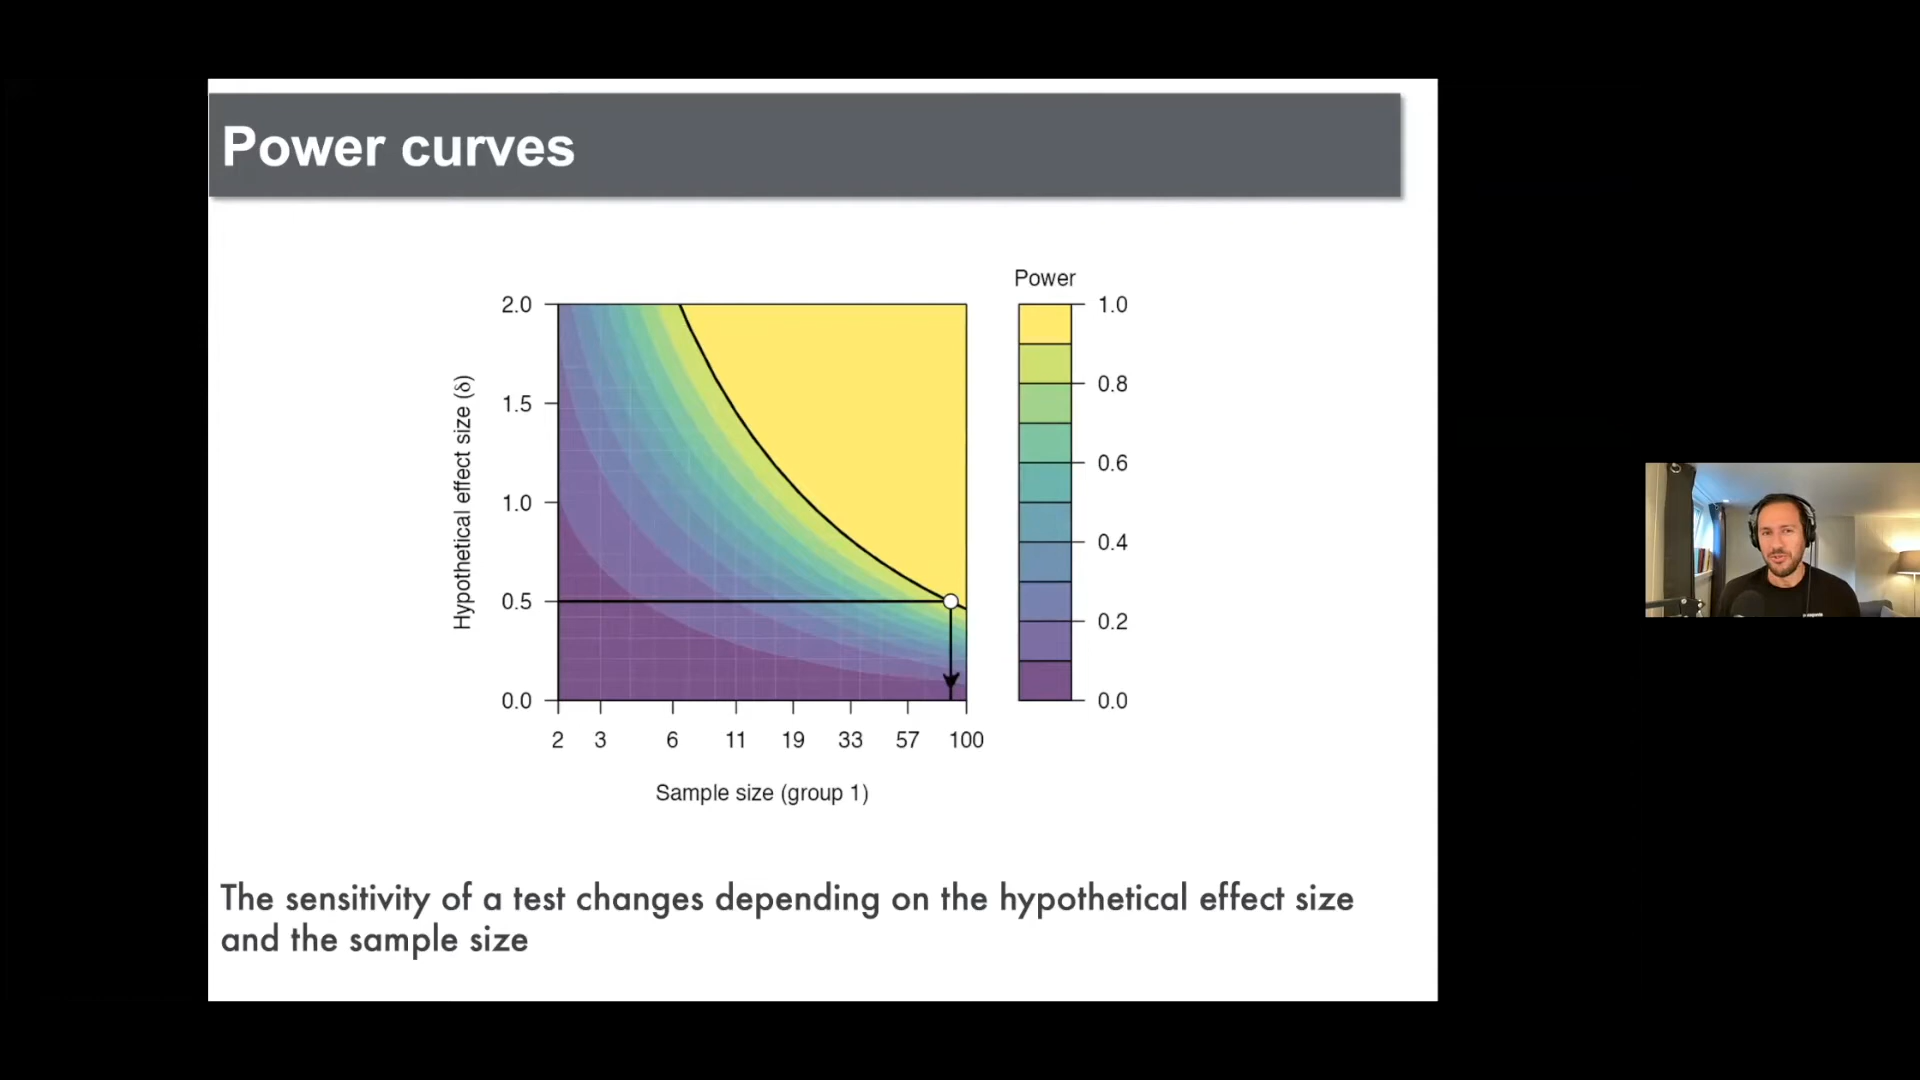 Power curves
Power
2.0
1.5
1.0
0.5
0.0
Hypothetical effect size (δ)
2 3 6 11 19 33 57 100
Sample size (group 1)
1.0
0.8
0.6
0.4
0.2
0.0
The sensitivity of a test changes depending on the hypothetical effect size
and the sample size